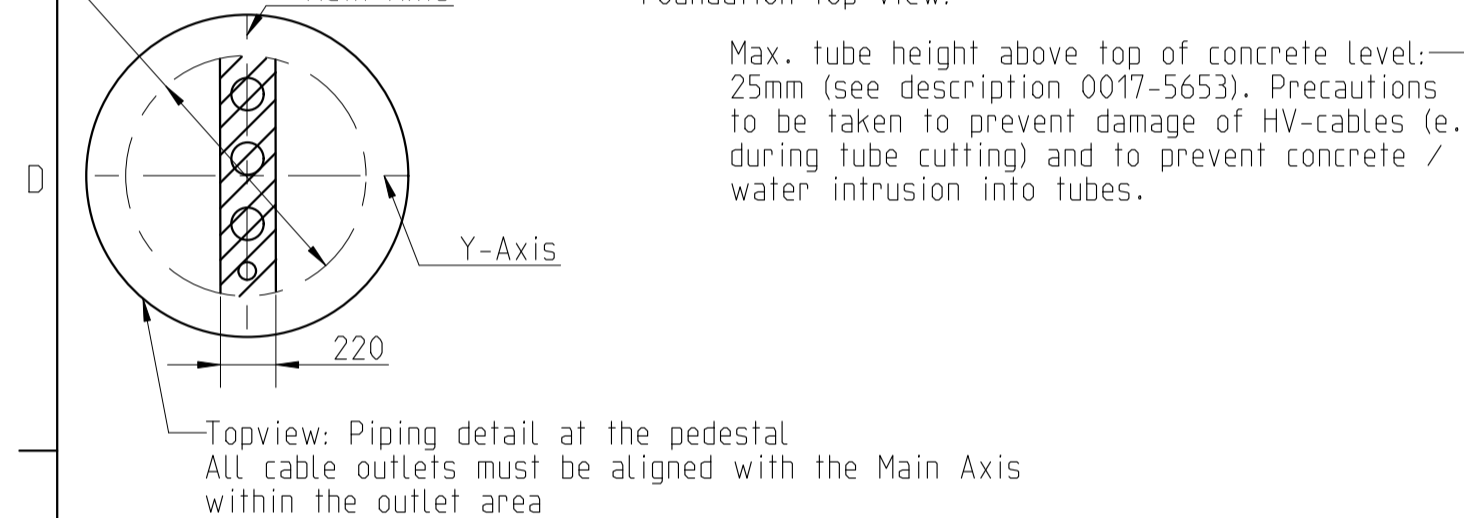 Max. tube height above top of concrete level:
25mm (see description 0017-5653). Precautions
to be taken to prevent damage of HV-cables (e.
during tube cutting) and to prevent concrete /
water intrusion into tubes.
D
Y-Axis
220
Topview: Piping detail at the pedestal
All cable outlets must be aligned with the Main Axis
within the outlet area